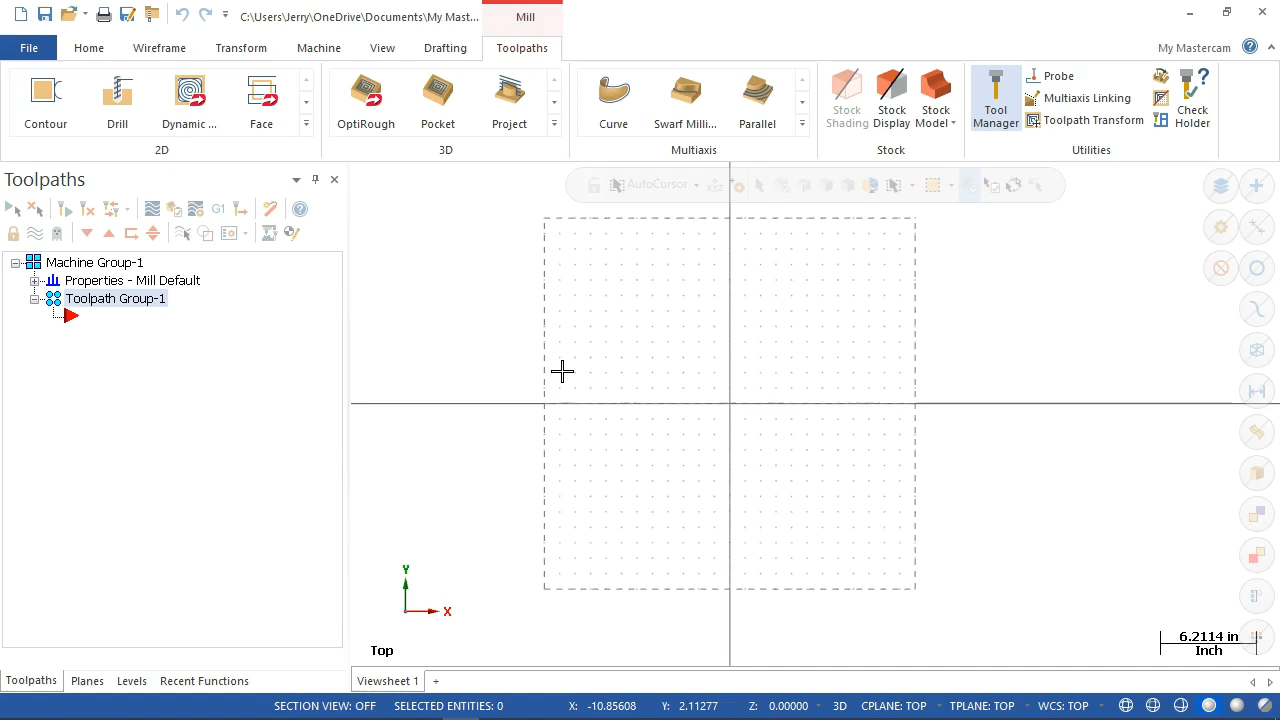 C:\Users\Jerry\OneDrive\Documents\My Mast...
Mill
File
Home
Wireframe
Transform
Machine
View
Drafting
Toolpaths
My Mastercam
Contour
Drill
Dynamic ...
Face
2D
OptiRough
Pocket
Project
3D
Curve
Swarf Milli...
Parallel
Multiaxis
Stock Shading
Stock Display
Stock Model
Stock
Tool Manager
Probe
Multiaxis Linking
Toolpath Transform
Check Holder
Utilities
Toolpaths
G1
AutoCursor
XYZ
Machine Group-1
Properties - Mill Default
Toolpath Group-1
Y
X
Top
6.2114 in
Inch
Toolpaths
Planes
Levels
Recent Functions
Viewsheet 1
+
SECTION VIEW: OFF
SELECTED ENTITIES: 0
X: -10.85608
Y: 2.11277
Z: 0.00000
3D
CPLANE: TOP
TPLANE: TOP
WCS: TOP